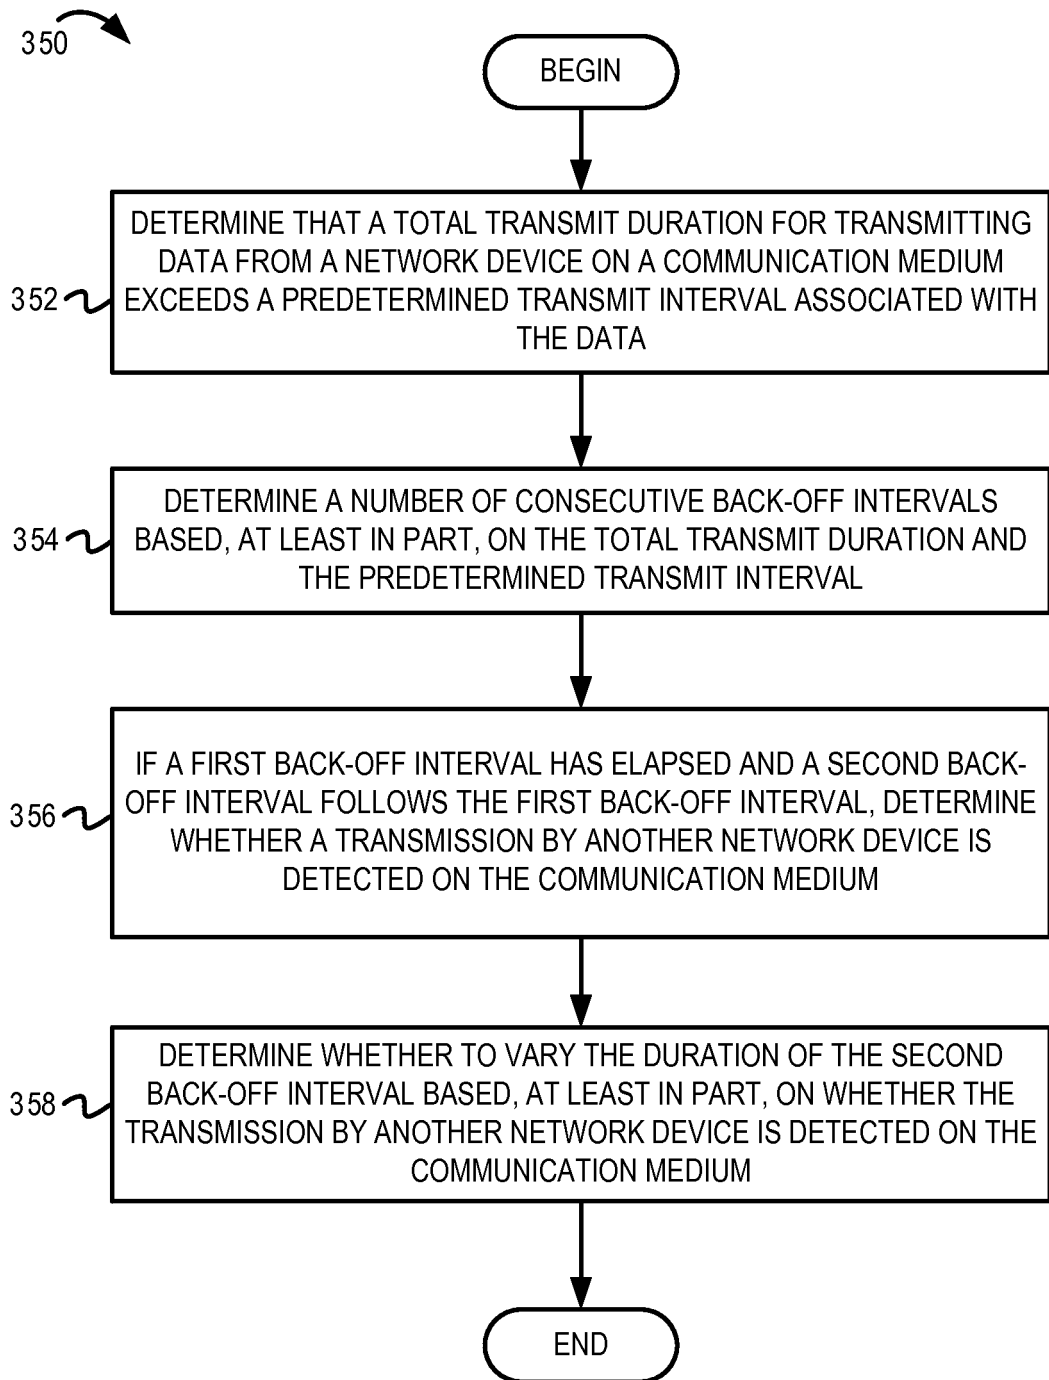 350
BEGIN
DETERMINE THAT A TOTAL TRANSMIT DURATION FOR TRANSMITTING
DATA FROM A NETWORK DEVICE ON A COMMUNICATION MEDIUM
EXCEEDS A PREDETERMINED TRANSMIT INTERVAL ASSOCIATED WITH
THE DATA
352
DETERMINE A NUMBER OF CONSECUTIVE BACK-OFF INTERVALS
BASED, AT LEAST IN PART, ON THE TOTAL TRANSMIT DURATION AND
THE PREDETERMINED TRANSMIT INTERVAL
354
IF A FIRST BACK-OFF INTERVAL HAS ELAPSED AND A SECOND BACK-
OFF INTERVAL FOLLOWS THE FIRST BACK-OFF INTERVAL, DETERMINE
WHETHER A TRANSMISSION BY ANOTHER NETWORK DEVICE IS
DETECTED ON THE COMMUNICATION MEDIUM
356
DETERMINE WHETHER TO VARY THE DURATION OF THE SECOND
BACK-OFF INTERVAL BASED, AT LEAST IN PART, ON WHETHER THE
TRANSMISSION BY ANOTHER NETWORK DEVICE IS DETECTED ON THE
COMMUNICATION MEDIUM
358
END